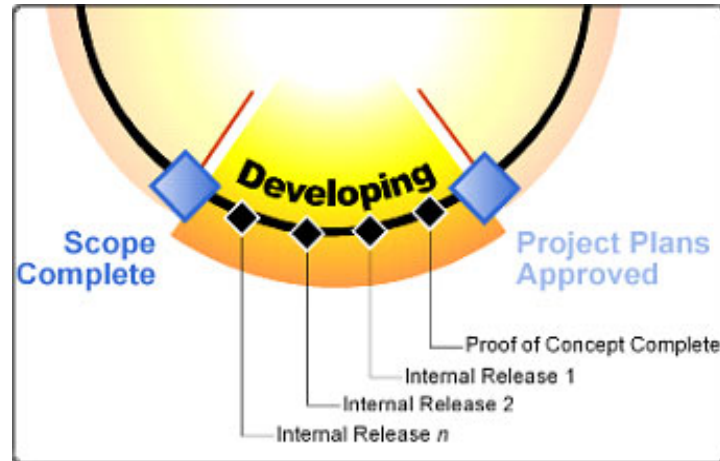 Developing
Scope
Complete
Project Plans
Approved
Proof of Concept Complete
Internal Release 1
Internal Release 2
Internal Release n